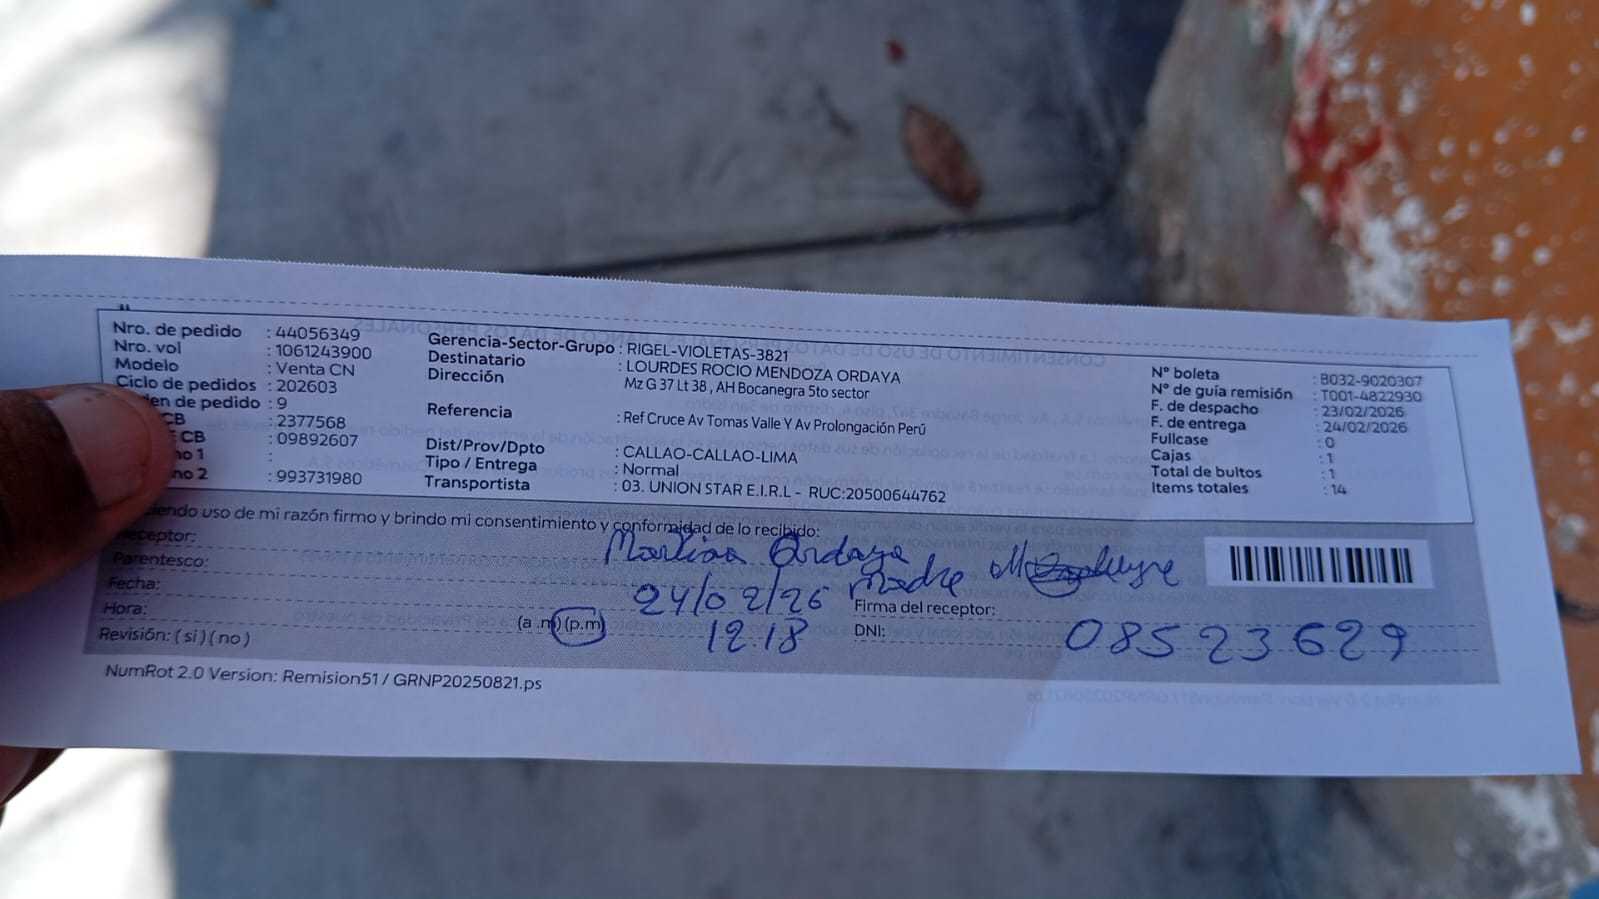 Nro. de pedido : 44056349
Nro. vol : 1061243900
Modelo : Venta CN
Ciclo de pedidos : 202603
den de pedido : 9
CB : 2377568
CB : 09892607
no 1 :
no 2 : 993731980
Gerencia-Sector-Grupo : RIGEL-VIOLETAS-3821
Destinatario : LOURDES ROCIO MENDOZA ORDAYA
Dirección Mz G 37 Lt 38 , AH Bocanegra 5to sector
Referencia : Ref Cruce Av Tomas Valle Y Av Prolongación Perú
Dist/Prov/Dpto : CALLAO-CALLAO-LIMA
Tipo / Entrega : Normal
Transportista : 03. UNION STAR E.I.R.L - RUC:20500644762
N° boleta : B032-9020307
N° de guía remisión : T001-4822930
F. de despacho : 23/02/2026
F. de entrega : 24/02/2026
Fullcase : 0
Cajas : 1
Total de bultos : 1
Items totales : 14
iendo uso de mi razón firmo y brindo mi consentimiento y conformidad de lo recibido:
eceptor: Ordaya
Parentesco: Madre
Fecha: 24/02/26 Firma del receptor:
Hora: (a .m) (p.m) 12.18 DNI: 08523629
Revisión: ( si ) ( no )
NumRot 2.0 Version: Remision51 / GRNP20250821.ps